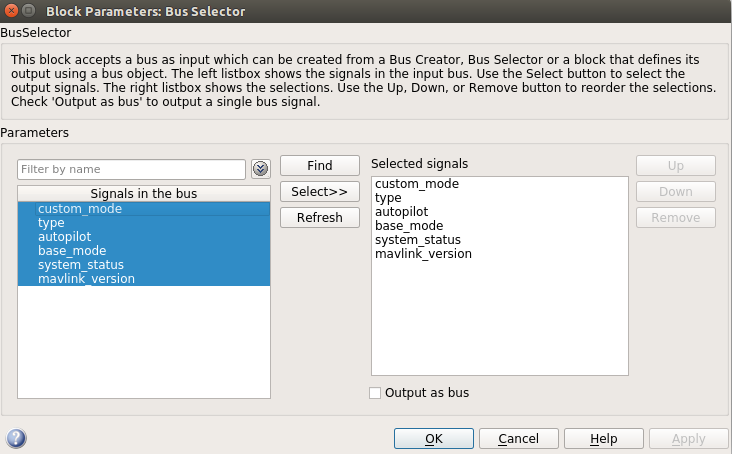 Block Parameters: Bus Selector
BusSelector
This block accepts a bus as input which can be created from a Bus Creator, Bus Selector or a block that defines its
output using a bus object. The left listbox shows the signals in the input bus. Use the Select button to select the
output signals. The right listbox shows the selections. Use the Up, Down, or Remove button to reorder the selections.
Check 'Output as bus' to output a single bus signal.
Parameters
Filter by name
Signals in the bus
custom_mode
type
autopilot
base_mode
system_status
mavlink_version
Find
Select>>
Refresh
Selected signals
custom_mode
type
autopilot
base_mode
system_status
mavlink_version
Up
Down
Remove
Output as bus
?
OK
Cancel
Help
Apply